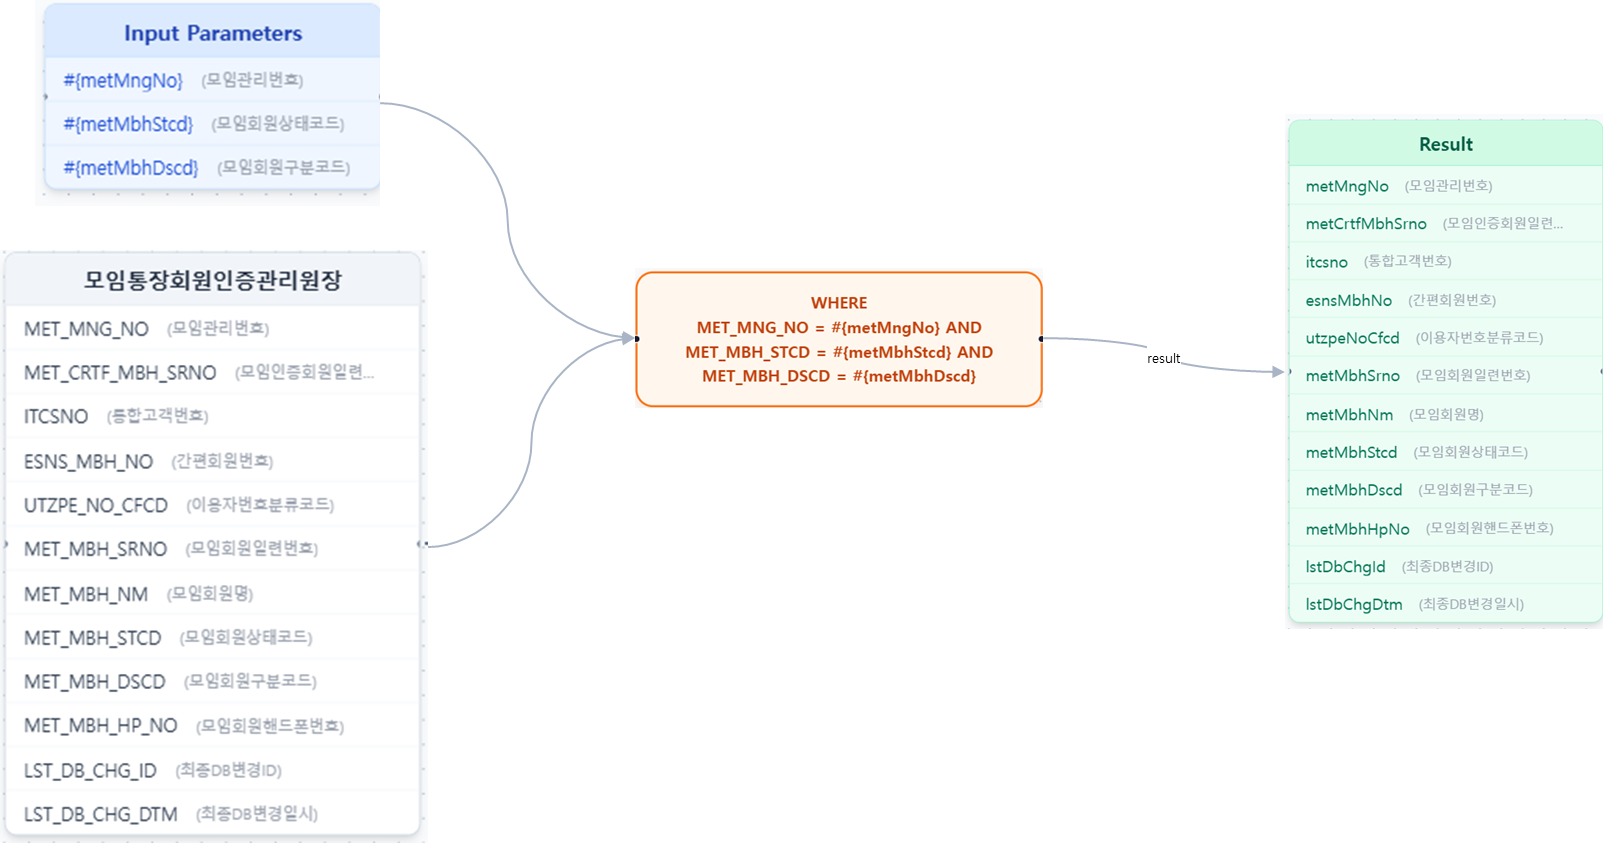 Input Parameters
#{metMngNo} (모임관리번호)
#{metMbhStcd} (모임회원상태코드)
#{metMbhDscd} (모임회원구분코드)
모임통장회원인증관리원장
MET_MNG_NO (모임관리번호)
MET_CRTF_MBH_SRNO (모임인증회원일련...
ITCSNO (통합고객번호)
ESNS_MBH_NO (간편회원번호)
UTZPE_NO_CFCD (이용자번호분류코드)
MET_MBH_SRNO (모임회원일련번호)
MET_MBH_NM (모임회원명)
MET_MBH_STCD (모임회원상태코드)
MET_MBH_DSCD (모임회원구분코드)
MET_MBH_HP_NO (모임회원핸드폰번호)
LST_DB_CHG_ID (최종DB변경ID)
LST_DB_CHG_DTM (최종DB변경일시)
WHERE
MET_MNG_NO = #{metMngNo} AND
MET_MBH_STCD = #{metMbhStcd} AND
MET_MBH_DSCD = #{metMbhDscd}
result
Result
metMngNo (모임관리번호)
metCrtfMbhSrno (모임인증회원일련...
itcsno (통합고객번호)
esnsMbhNo (간편회원번호)
utzpeNoCfcd (이용자번호분류코드)
metMbhSrno (모임회원일련번호)
metMbhNm (모임회원명)
metMbhStcd (모임회원상태코드)
metMbhDscd (모임회원구분코드)
metMbhHpNo (모임회원핸드폰번호)
lstDbChgId (최종DB변경ID)
lstDbChgDtm (최종DB변경일시)